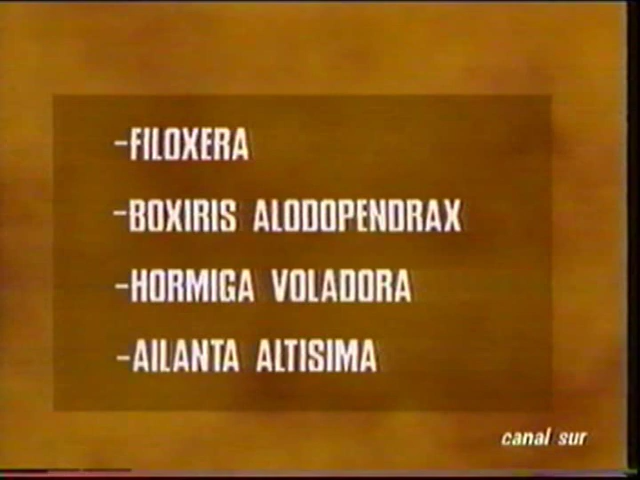 -FILOXERA
-BOXIRIS ALODOPENDRAX
-HORMIGA VOLADORA
-AILANTA ALTISIMA
canal sur